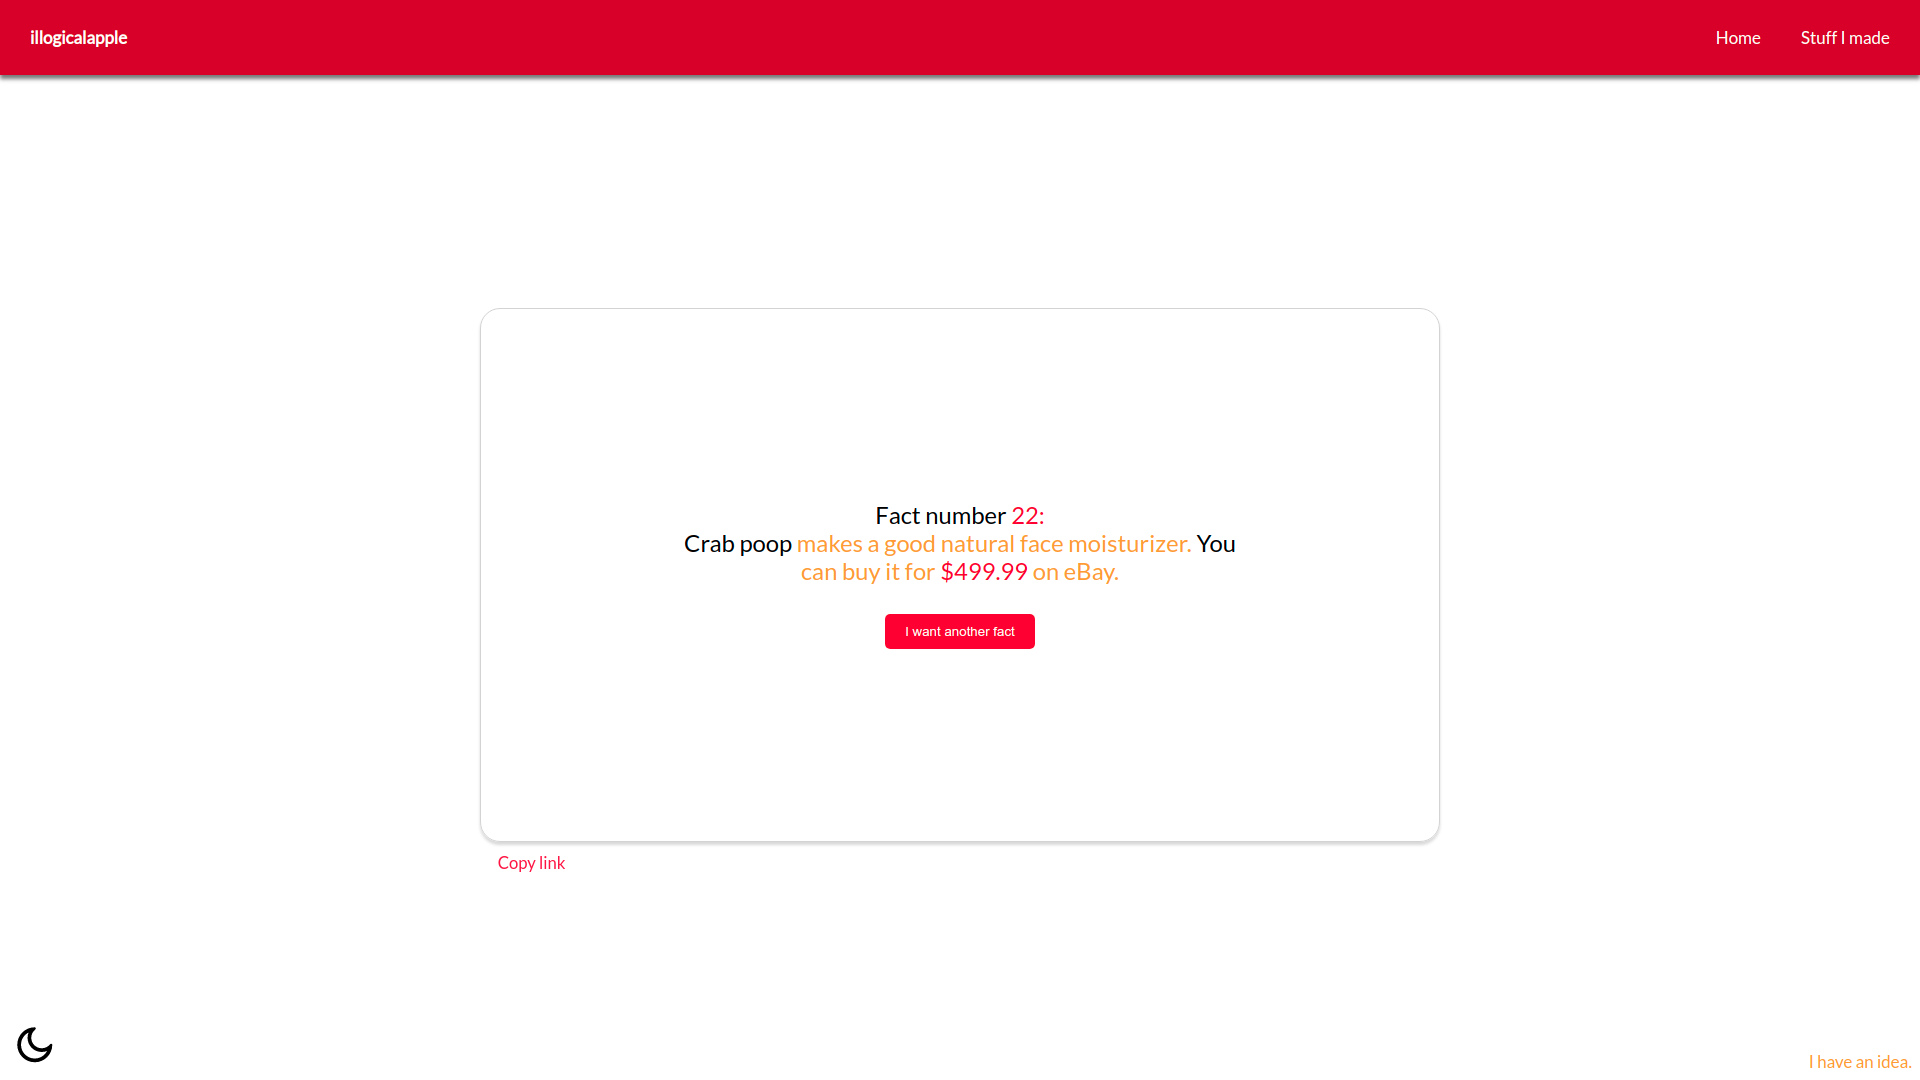 illogicalapple
Home
Stuff I made
Fact number 22:
Crab poop makes a good natural face moisturizer. You
can buy it for $499.99 on eBay.
I want another fact
Copy link
I have an idea.